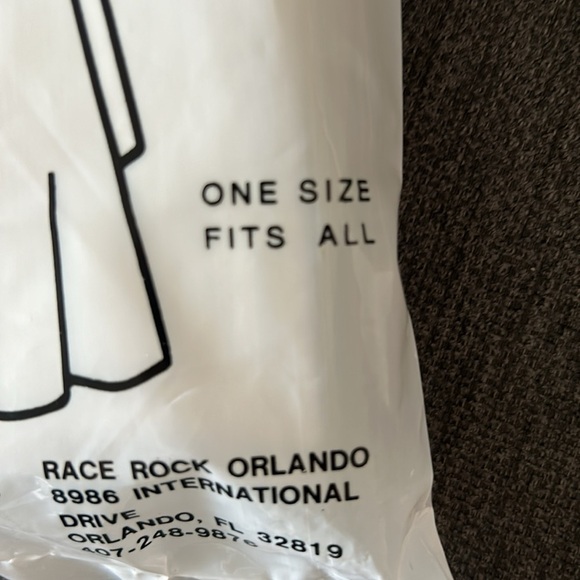 ONE SIZE
FITS ALL
RACE ROCK ORLANDO
8986 INTERNATIONAL
DRIVE
ORLANDO, FL 32819